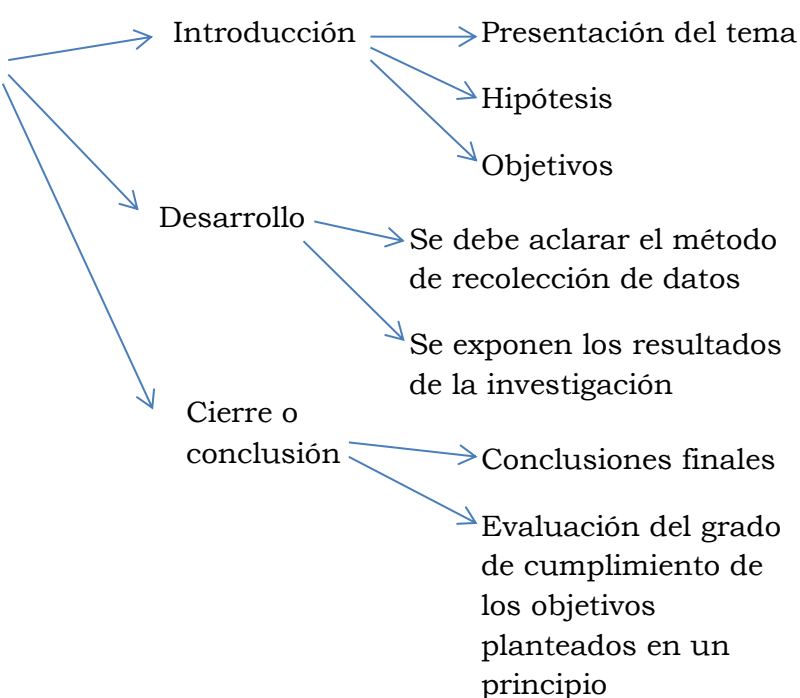 Introducción
Presentación del tema
Hipótesis
Objetivos
Desarrollo
Se debe aclarar el método
de recolección de datos
Se exponen los resultados
de la investigación
Cierre o
conclusión
Conclusiones finales
Evaluación del grado
de cumplimiento de
los objetivos
planteados en un
principio